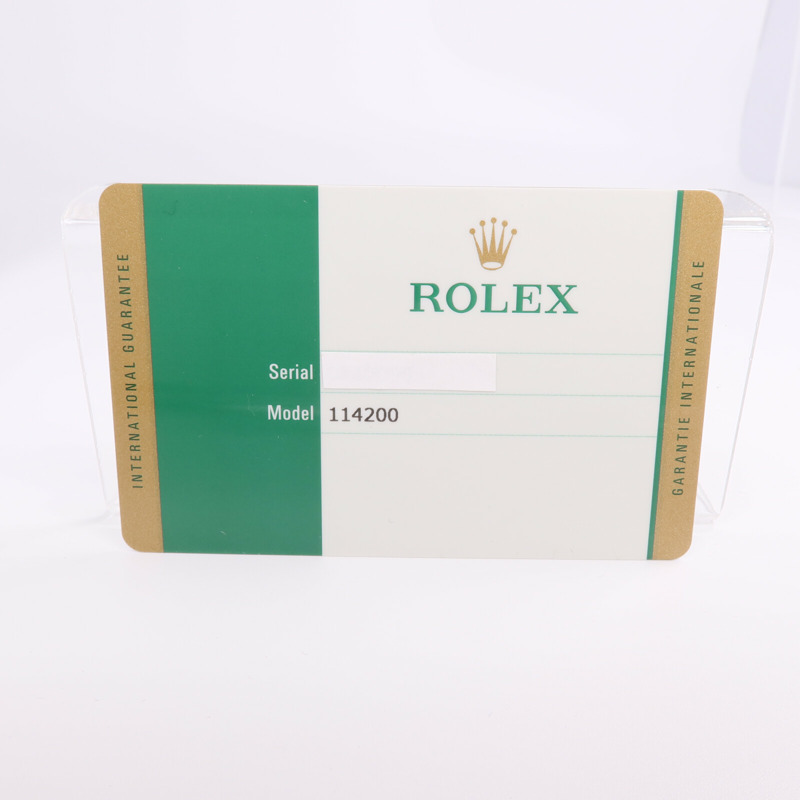 INTERNATIONAL GUARANTEE
ROLEX
Serial
Model 114200
GARANTIE INTERNATIONALE